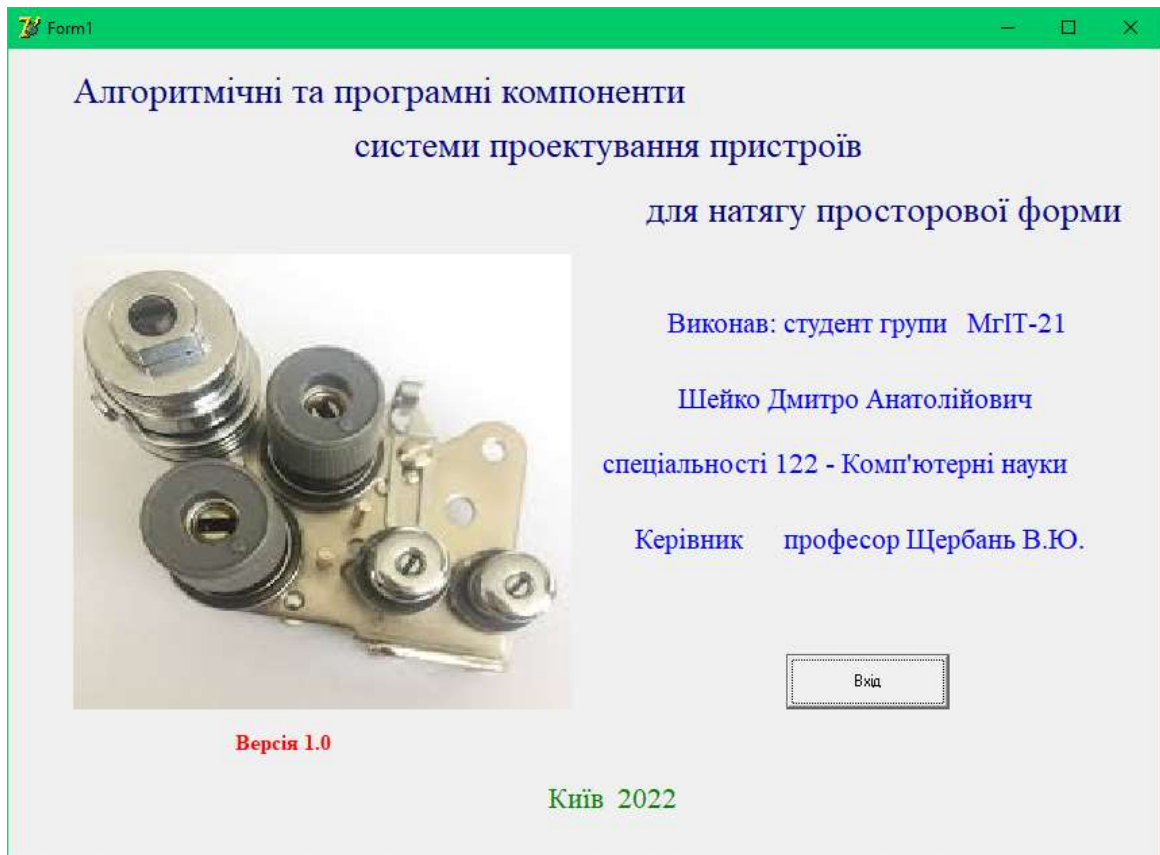 Form1
Алгоритмічні та програмні компоненти
системи проектування пристроїв
для натягу просторової форми
Виконав: студент групи МгІТ-21
Шейко Дмитро Анатолійович
спеціальності 122 - Комп'ютерні науки
Керівник професор Щербань В.Ю.
Вхід
Версія 1.0
Київ 2022